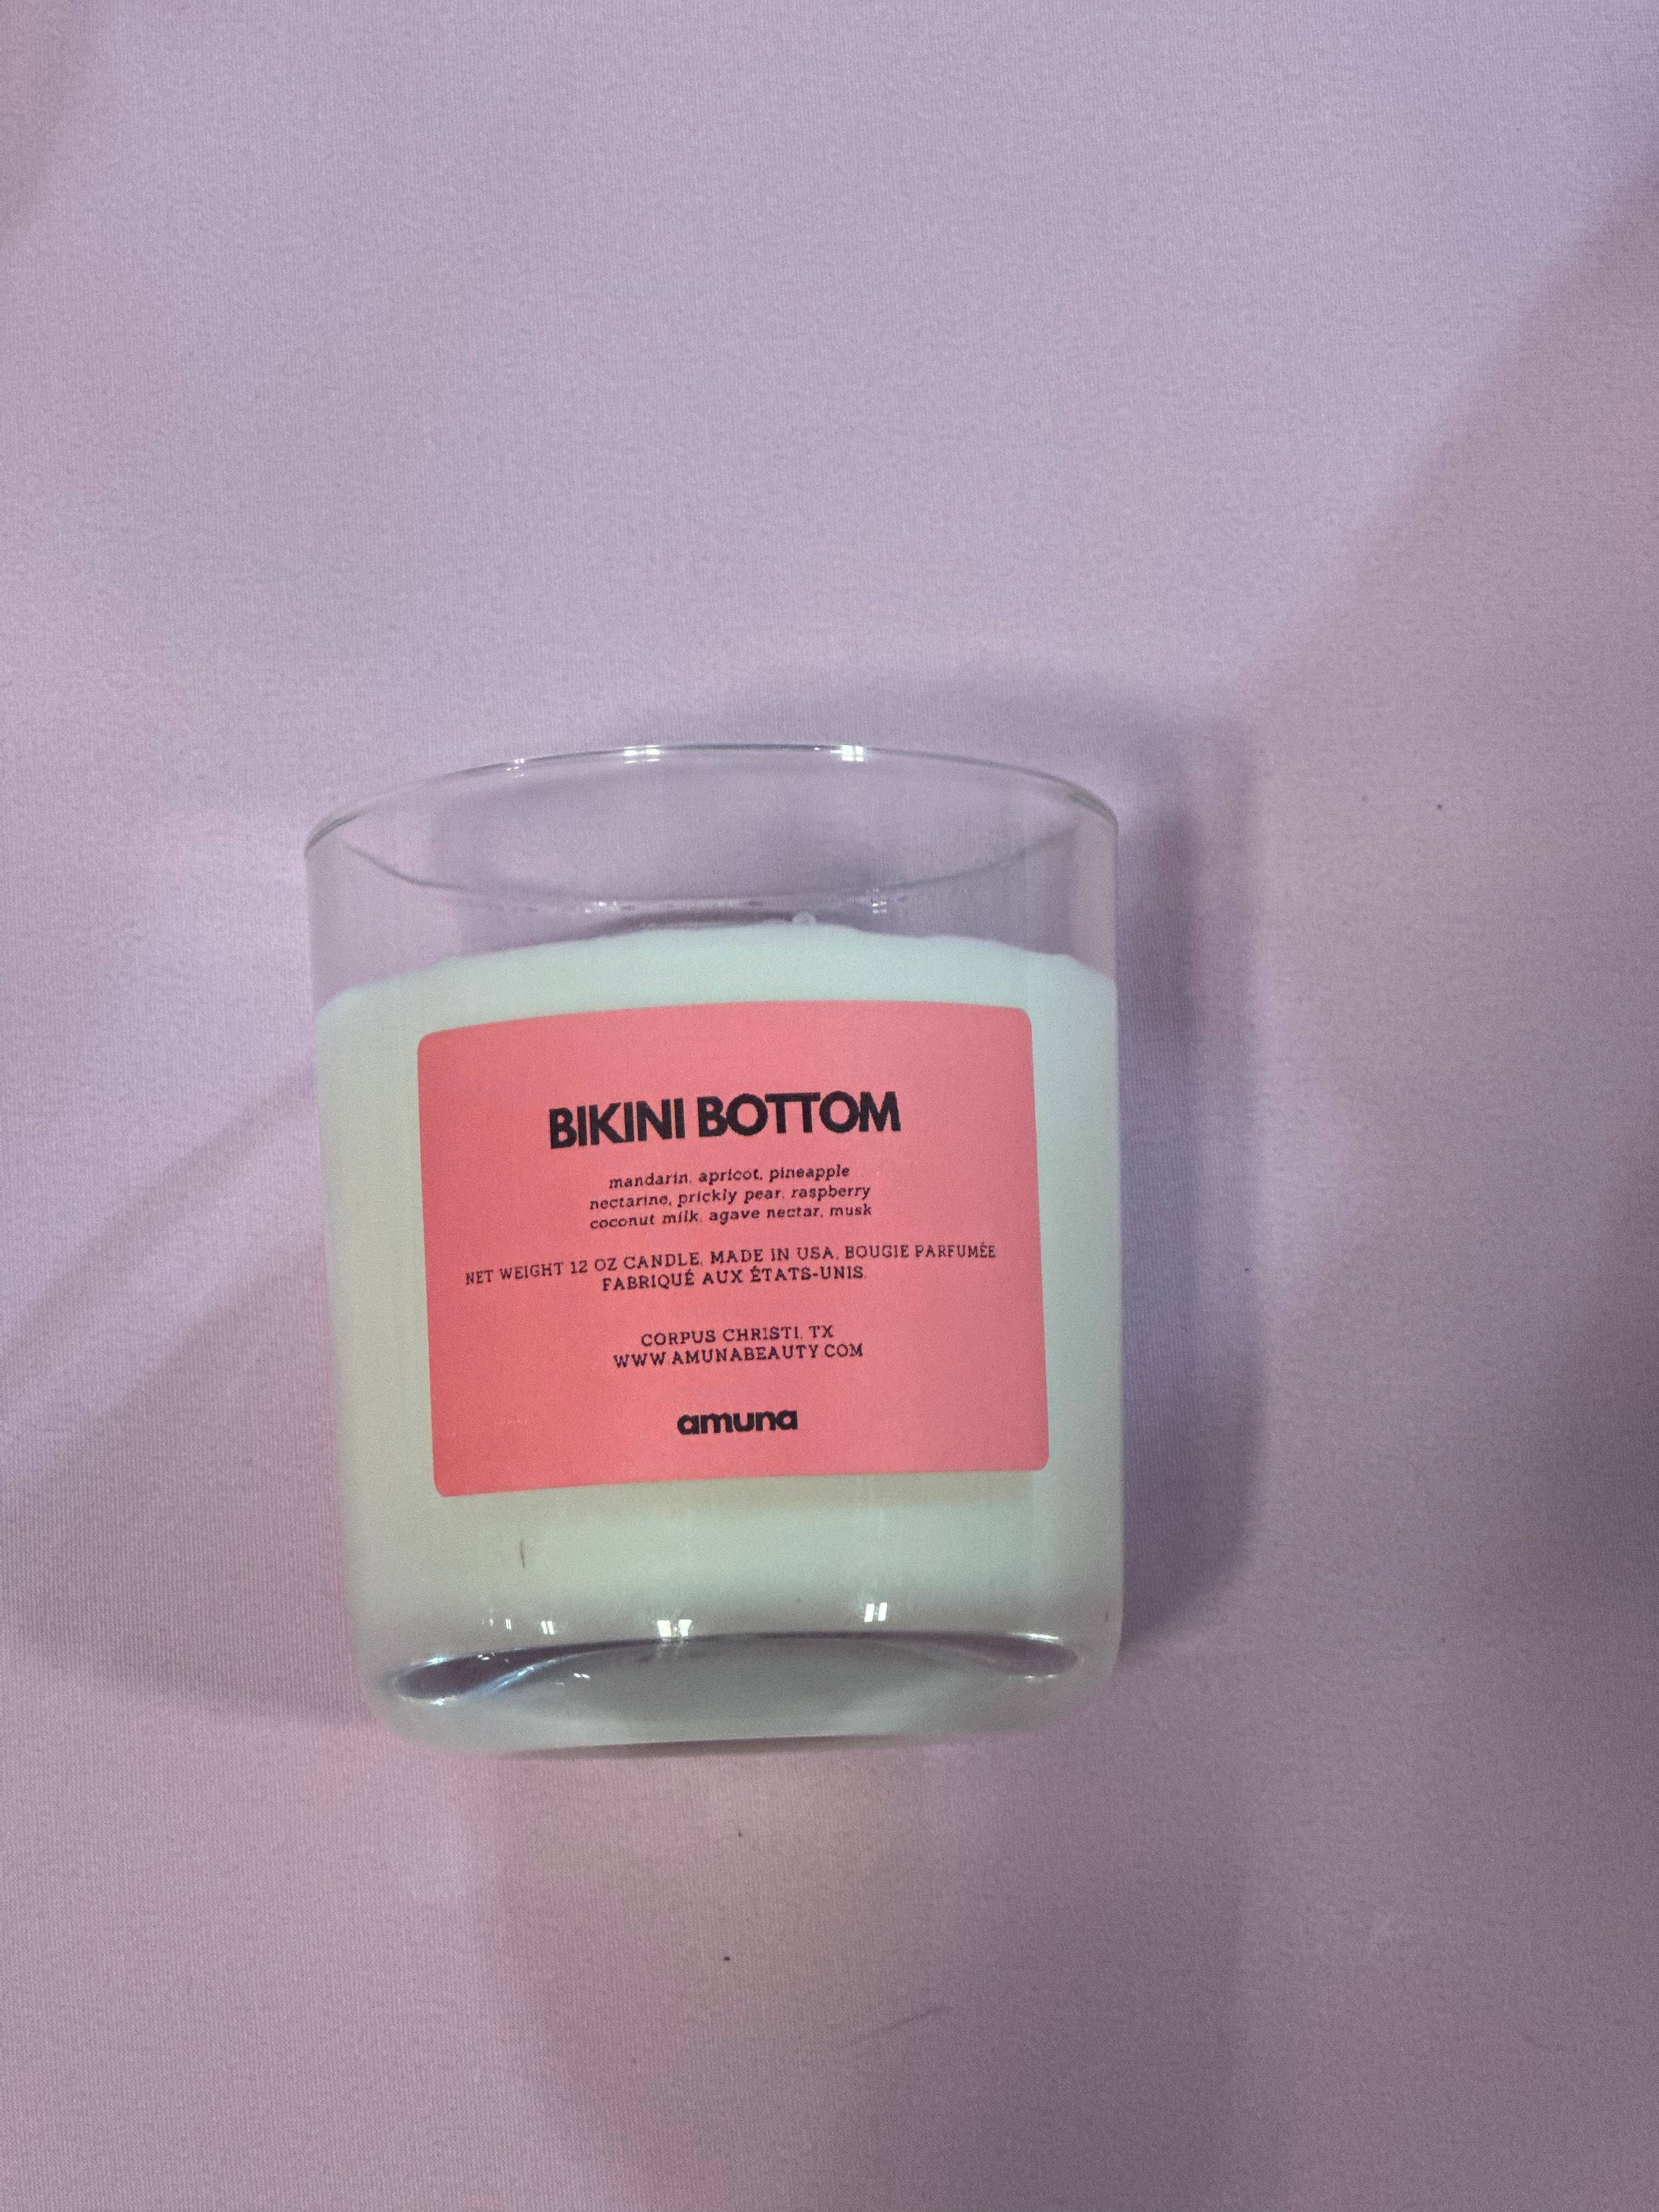 BIKINI BOTTOM
mandarin, apricot, pineapple
nectarine, prickly pear, raspberry
coconut milk, agave nectar, musk
NET WEIGHT 12 OZ CANDLE, MADE IN USA, BOUGIE PARFUMÉE
FABRIQUÉ AUX ÉTATS-UNIS.
CORPUS CHRISTI, TX
WWW.AMUNABEAUTY.COM
amuna